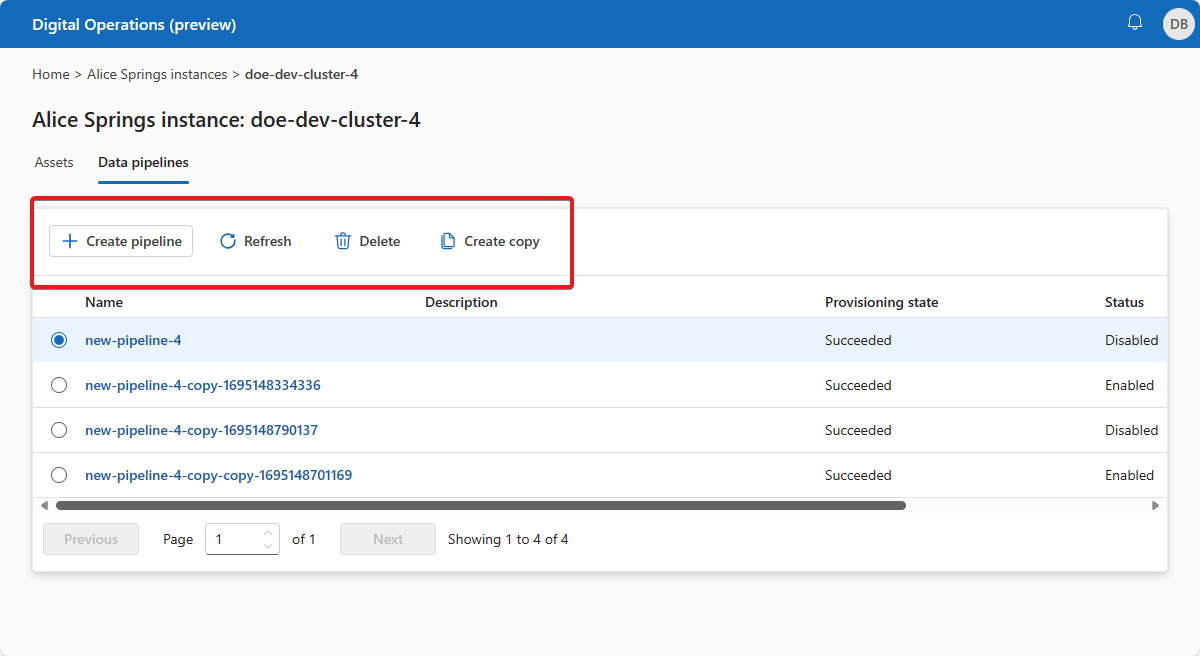 Digital Operations (preview)
DB
Home > Alice Springs instances > doe-dev-cluster-4
Alice Springs instance: doe-dev-cluster-4
Assets Data pipelines
Create pipeline Refresh Delete Create copy
Name Description Provisioning state Status
new-pipeline-4 Succeeded Disabled
new-pipeline-4-copy-1695148334336 Succeeded Enabled
new-pipeline-4-copy-1695148790137 Succeeded Disabled
new-pipeline-4-copy-copy-1695148701169 Succeeded Enabled
Previous Page 1 of 1 Next Showing 1 to 4 of 4